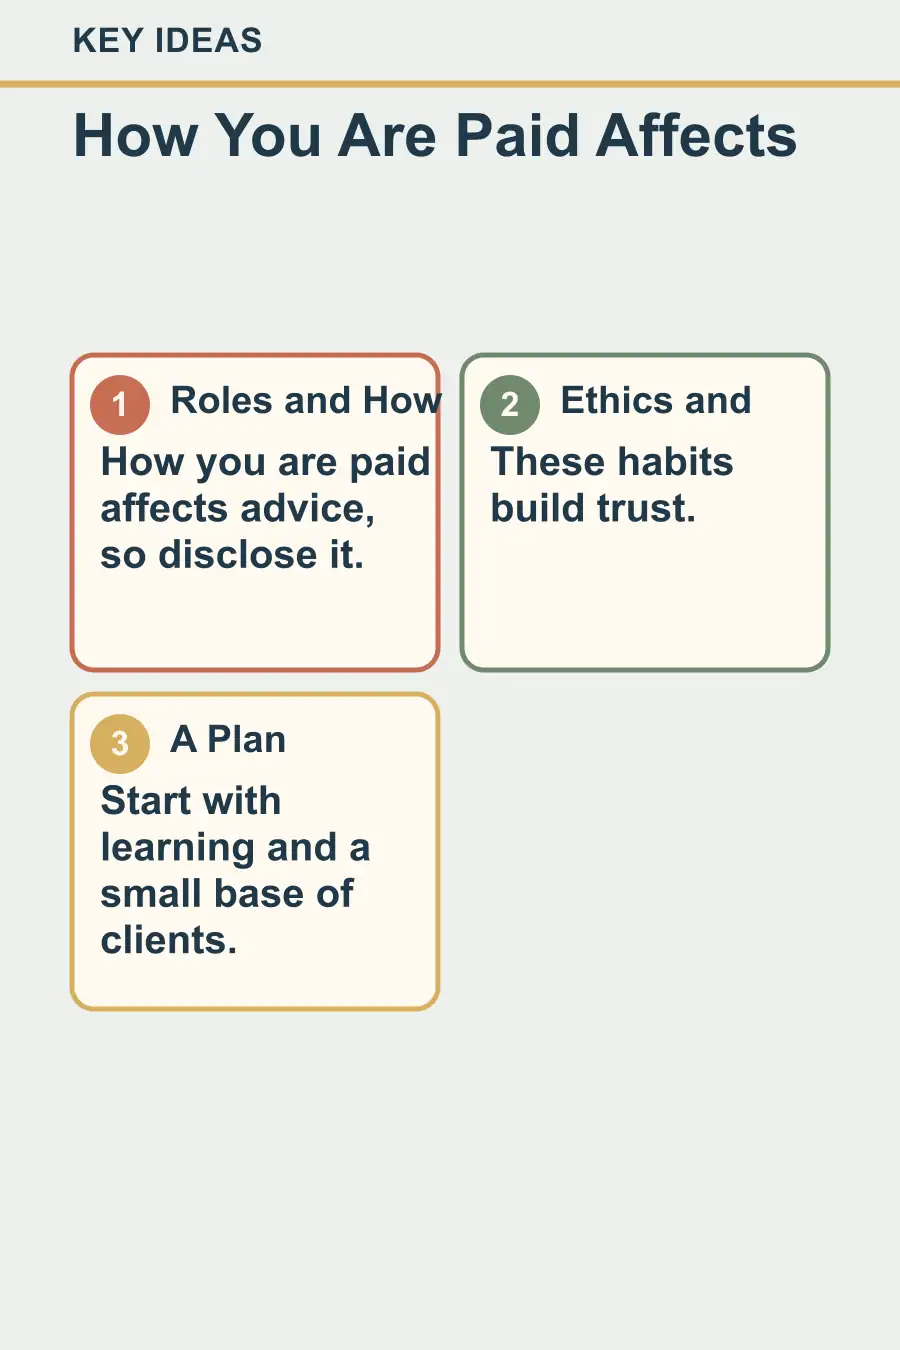 KEY IDEAS
How You Are Paid Affects
1
Roles and How
How you are paid
affects advice,
so disclose it.
2
Ethics and
These habits
build trust.
3
A Plan
Start with
learning and a
small base of
clients.